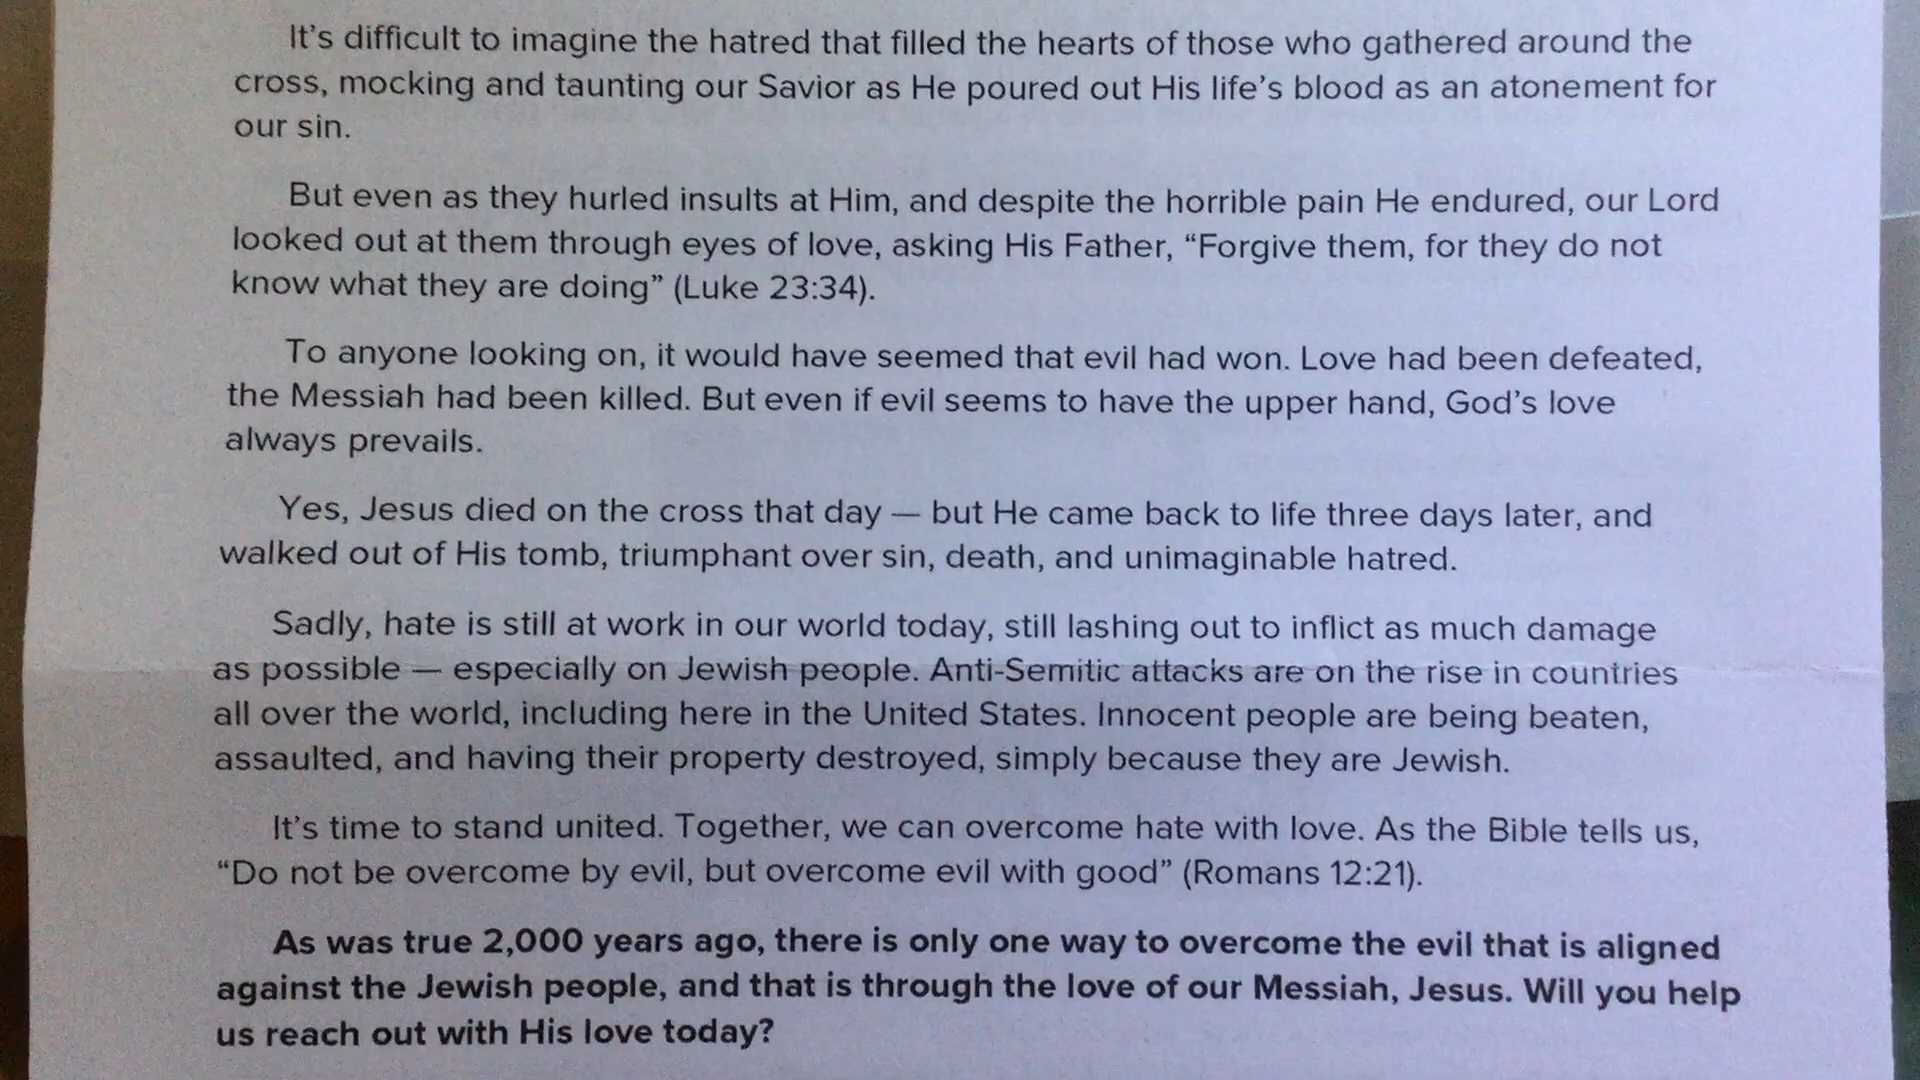 It's difficult to imagine the hatred that filled the hearts of those who gathered around the
cross, mocking and taunting our Savior as He poured out His life's blood as an atonement for
our sin.
But even as they hurled insults at Him, and despite the horrible pain He endured, our Lord
looked out at them through eyes of love, asking His Father, “Forgive them, for they do not
know what they are doing” (Luke 23:34).
To anyone looking on, it would have seemed that evil had won. Love had been defeated,
the Messiah had been killed. But even if evil seems to have the upper hand, God's love
always prevails.
Yes, Jesus died on the cross that day — but He came back to life three days later, and
walked out of His tomb, triumphant over sin, death, and unimaginable hatred.
Sadly, hate is still at work in our world today, still lashing out to inflict as much damage
as possible — especially on Jewish people. Anti-Semitic attacks are on the rise in countries
all over the world, including here in the United States. Innocent people are being beaten,
assaulted, and having their property destroyed, simply because they are Jewish.
It's time to stand united. Together, we can overcome hate with love. As the Bible tells us,
“Do not be overcome by evil, but overcome evil with good” (Romans 12:21).
As was true 2,000 years ago, there is only one way to overcome the evil that is aligned
against the Jewish people, and that is through the love of our Messiah, Jesus. Will you help
us reach out with His love today?